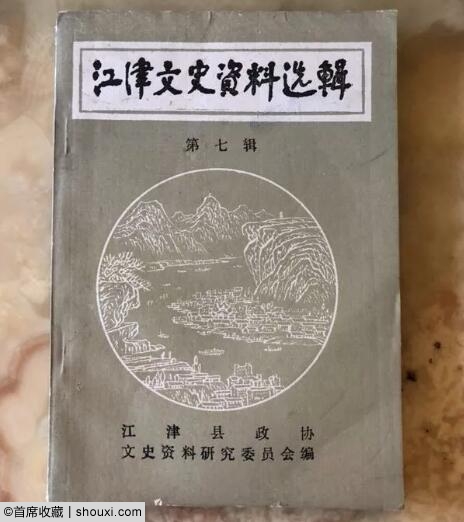 江津文史資料选輯
第七辑
江津县政协
文史资料研究委员会编
©首席收藏 | shouxi.com